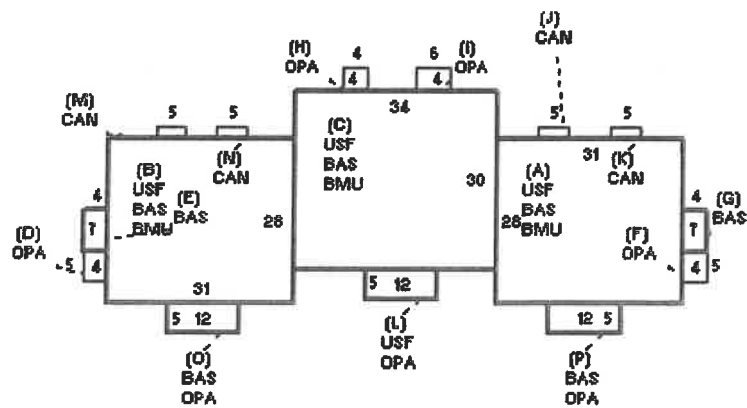 (J)
CAN
(H)
OPA
4
6
(I)
OPA
4
4
(M)
CAN
5
5
34
5
5
(C)
USF
BAS
BMU
(B)
USF
BAS
BMU
(N)
CAN
(E)
BAS
31
(A)
USF
BAS
BMU
(K)
CAN
30
4
7
28
28
4
(G)
BAS
7
(D)
OPA
5
4
(F)
OPA
4
5
31
5
12
5
12
12
5
(O)
BAS
OPA
(L)
USF
OPA
(P)
BAS
OPA